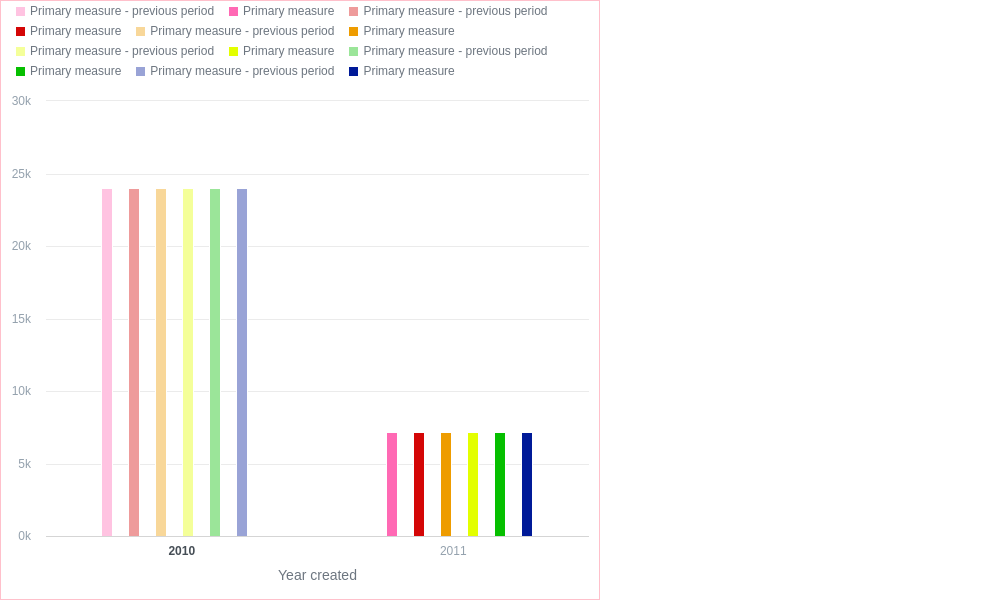 Primary measure - previous period Primary measure Primary measure - previous period
Primary measure Primary measure - previous period Primary measure
Primary measure - previous period Primary measure Primary measure - previous period
Primary measure Primary measure - previous period Primary measure
30k
25k
20k
15k
10k
5k
0k
2010 2011
Year created